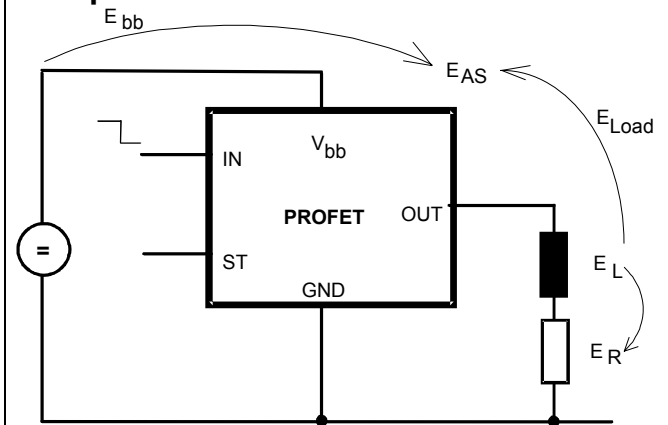 E bb
E AS
E Load
V bb
IN
PROFET
OUT
=
ST
E L
GND
E R